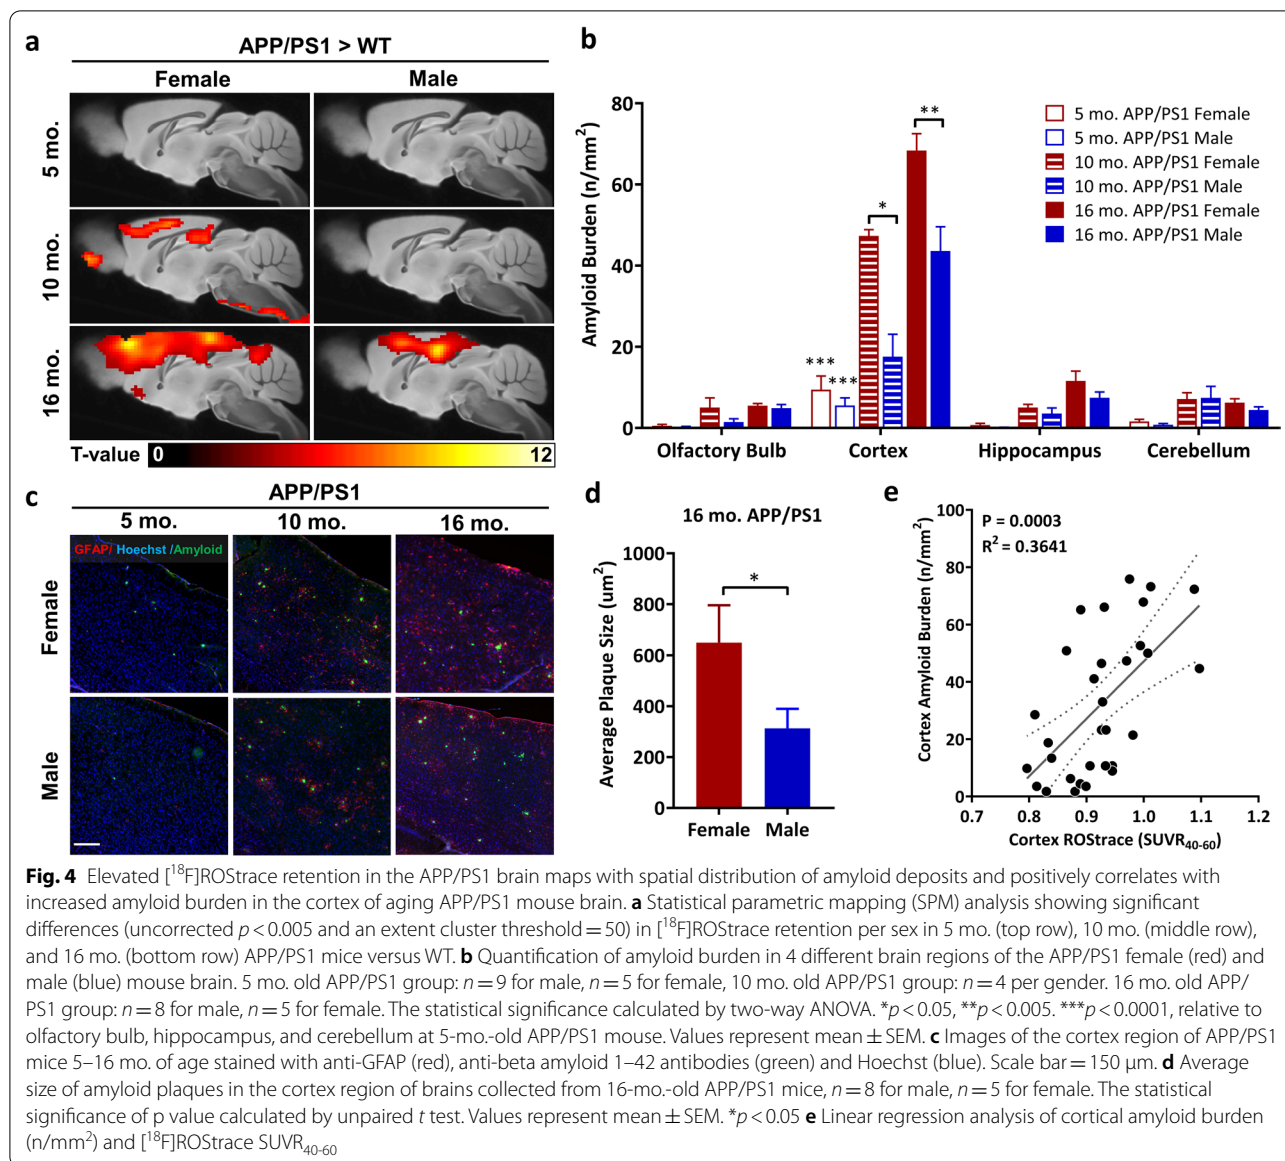 a
APP/PS1 > WT
Female Male
5 mo.
10 mo.
16 mo.
T-value 0 12
b
Amyloid Burden (n/mm²)
80
60
40
20
0
***
***
*
**
5 mo. APP/PS1 Female
5 mo. APP/PS1 Male
10 mo. APP/PS1 Female
10 mo. APP/PS1 Male
16 mo. APP/PS1 Female
16 mo. APP/PS1 Male
Olfactory Bulb Cortex Hippocampus Cerebellum
c
APP/PS1
5 mo. 10 mo. 16 mo.
GFAP/ Hoechst /Amyloid
Female
Male
d
16 mo. APP/PS1
Average Plaque Size (um²)
1000
800
600
400
200
0
*
Female Male
e
Cortex Amyloid Burden (n/mm²)
P = 0.0003
R² = 0.3641
100
80
60
40
20
0
0.7 0.8 0.9 1.0 1.1 1.2
Cortex ROStrace (SUVR40-60)
Fig. 4 Elevated [¹⁸F]ROStrace retention in the APP/PS1 brain maps with spatial distribution of amyloid deposits and positively correlates with
increased amyloid burden in the cortex of aging APP/PS1 mouse brain. a Statistical parametric mapping (SPM) analysis showing significant
differences (uncorrected p < 0.005 and an extent cluster threshold = 50) in [¹⁸F]ROStrace retention per sex in 5 mo. (top row), 10 mo. (middle row),
and 16 mo. (bottom row) APP/PS1 mice versus WT. b Quantification of amyloid burden in 4 different brain regions of the APP/PS1 female (red) and
male (blue) mouse brain. 5 mo. old APP/PS1 group: n = 9 for male, n = 5 for female, 10 mo. old APP/PS1 group: n = 4 per gender. 16 mo. old APP/
PS1 group: n = 8 for male, n = 5 for female. The statistical significance calculated by two-way ANOVA. *p < 0.05, **p < 0.005. ***p < 0.0001, relative to
olfactory bulb, hippocampus, and cerebellum at 5-mo.-old APP/PS1 mouse. Values represent mean ± SEM. c Images of the cortex region of APP/PS1
mice 5–16 mo. of age stained with anti-GFAP (red), anti-beta amyloid 1–42 antibodies (green) and Hoechst (blue). Scale bar = 150 μm. d Average
size of amyloid plaques in the cortex region of brains collected from 16-mo.-old APP/PS1 mice, n = 8 for male, n = 5 for female. The statistical
significance of p value calculated by unpaired t test. Values represent mean ± SEM. *p < 0.05 e Linear regression analysis of cortical amyloid burden
(n/mm²) and [¹⁸F]ROStrace SUVR40-60